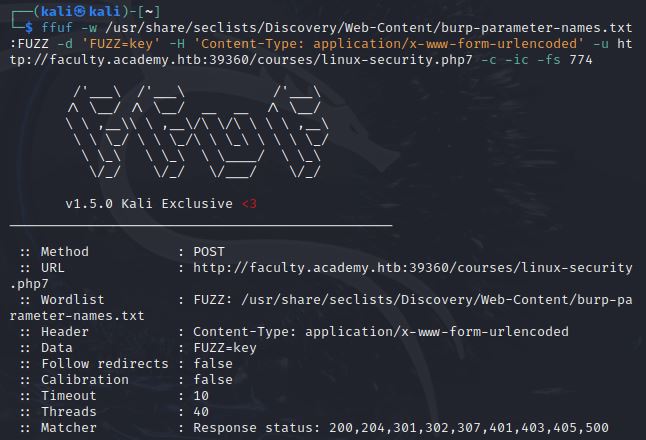 ┌──(kali㉿kali)-[~]
└─$ ffuf -w /usr/share/seclists/Discovery/Web-Content/burp-parameter-names.txt
:FUZZ -d 'FUZZ=key' -H 'Content-Type: application/x-www-form-urlencoded' -u ht
tp://faculty.academy.htb:39360/courses/linux-security.php7 -c -ic -fs 774
        /'___\  /'___\           /'___\
       /\ \__/ /\ \__/  __  __  /\ \__/
       \ \ ,__\\ \ ,__\/\ \/\ \ \ \ ,__\
        \ \ \_/ \ \ \_/\ \ \_\ \ \ \ \_/
         \ \_\   \ \_\  \ \____/  \ \_\
          \/_/    \/_/   \/___/    \/_/
       v1.5.0 Kali Exclusive <3
________________________________________________
 :: Method           : POST
 :: URL              : http://faculty.academy.htb:39360/courses/linux-security
.php7
 :: Wordlist         : FUZZ: /usr/share/seclists/Discovery/Web-Content/burp-pa
rameter-names.txt
 :: Header           : Content-Type: application/x-www-form-urlencoded
 :: Data             : FUZZ=key
 :: Follow redirects : false
 :: Calibration      : false
 :: Timeout          : 10
 :: Threads          : 40
 :: Matcher          : Response status: 200,204,301,302,307,401,403,405,500